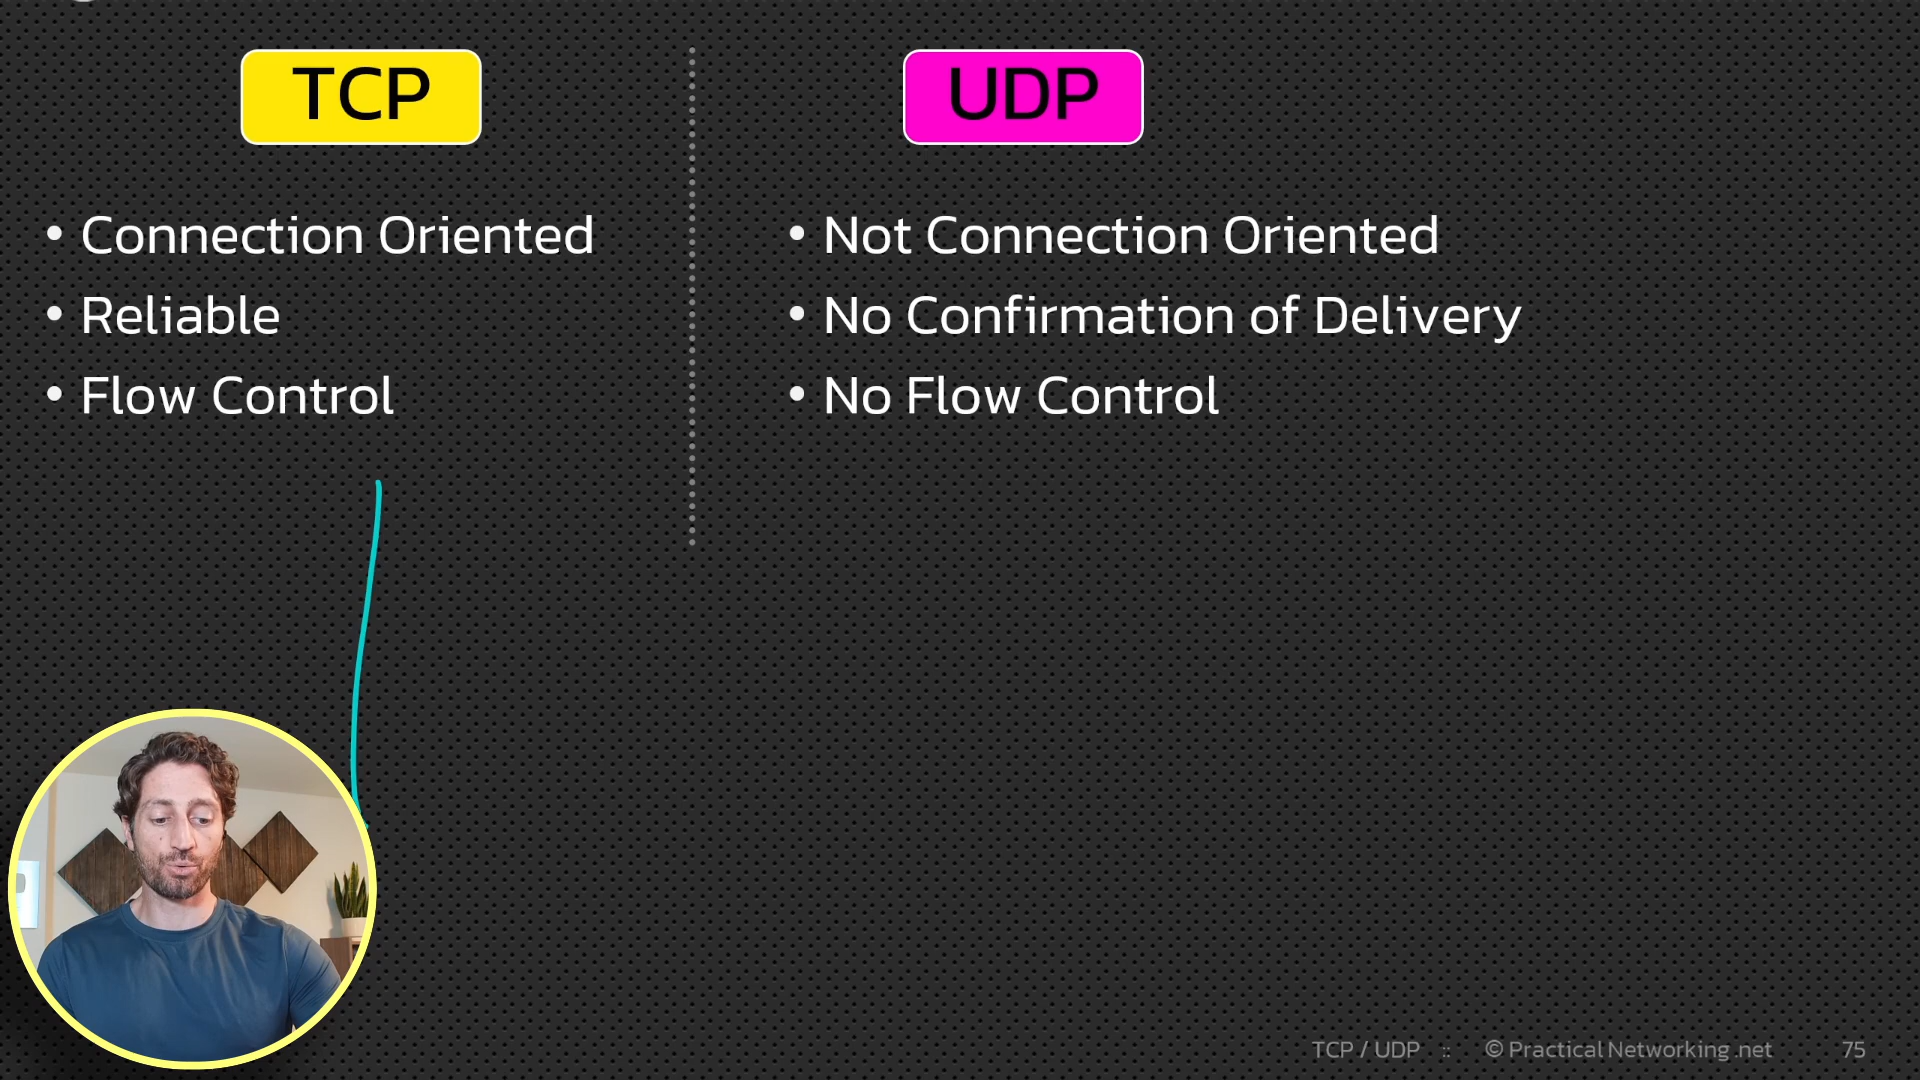 TCP
• Connection Oriented
• Reliable
• Flow Control
UDP
• Not Connection Oriented
• No Confirmation of Delivery
• No Flow Control
TCP / UDP :: © Practical Networking .net 75